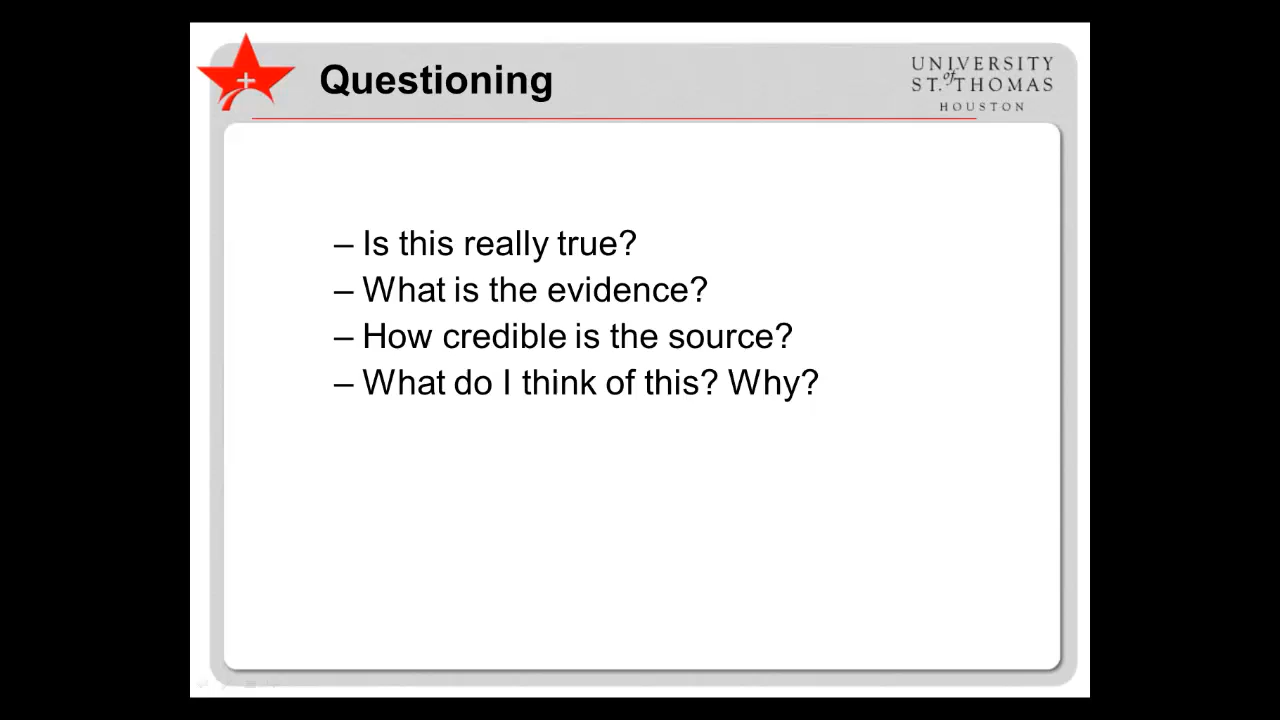 Questioning
UNIVERSITY
of
ST. THOMAS
HOUSTON
– Is this really true?
– What is the evidence?
– How credible is the source?
– What do I think of this? Why?